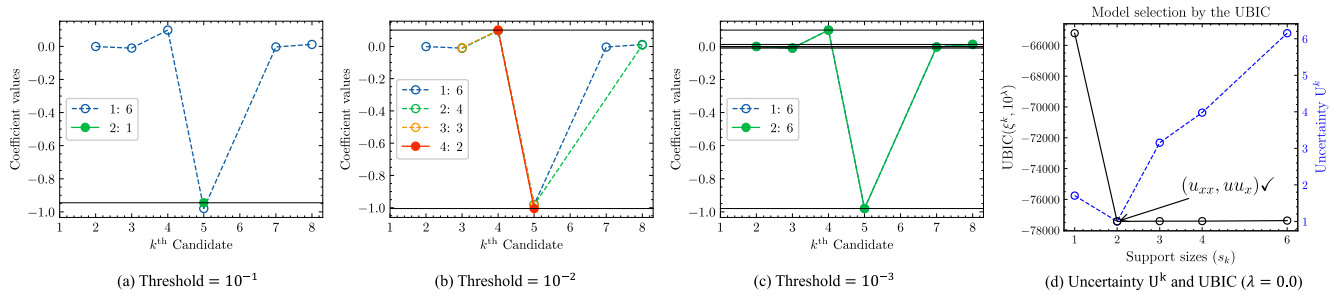 Coefficient values
0.0
−0.2
−0.4
−0.6
−0.8
−1.0
1: 6
2: 1
1 2 3 4 5 6 7 8
kᵗʰ Candidate
(a) Threshold = 10⁻¹
Coefficient values
0.0
−0.2
−0.4
−0.6
−0.8
−1.0
1: 6
2: 4
3: 3
4: 2
1 2 3 4 5 6 7 8
kᵗʰ Candidate
(b) Threshold = 10⁻²
Coefficient values
0.0
−0.2
−0.4
−0.6
−0.8
−1.0
1: 6
2: 6
1 2 3 4 5 6 7 8
kᵗʰ Candidate
(c) Threshold = 10⁻³
Model selection by the UBIC
UBIC(ξᵏ, 10^λ)
−66000
−68000
−70000
−72000
−74000
−76000
−78000
(uₓₓ, uuₓ)✓
6
5
4
3
2
1
Uncertainty Uᵏ
1 2 3 4 6
Support sizes (sₖ)
(d) Uncertainty Uᵏ and UBIC (λ = 0.0)